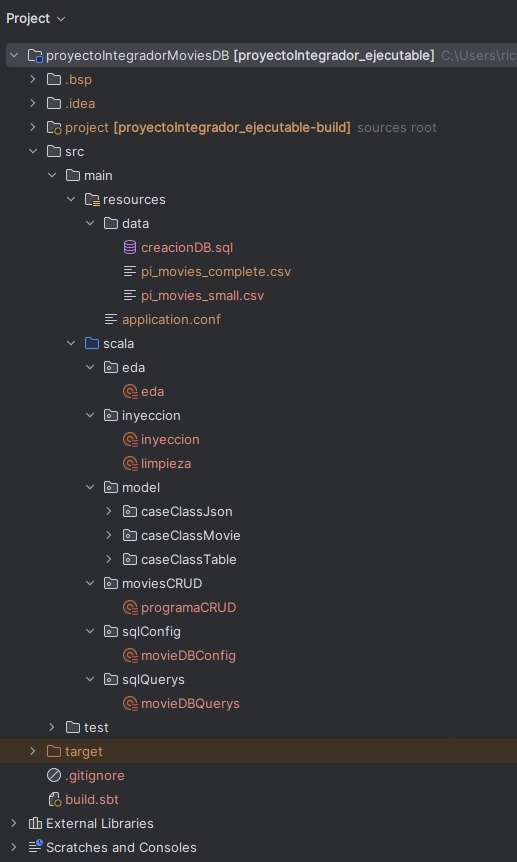 Project
proyectoIntegradorMoviesDB [proyectoIntegrador_ejecutable] C:\Users\ric
.bsp
.idea
project [proyectoIntegrador_ejecutable-build] sources root
src
main
resources
data
creacionDB.sql
pi_movies_complete.csv
pi_movies_small.csv
application.conf
scala
eda
eda
inyeccion
inyeccion
limpieza
model
caseClassJson
caseClassMovie
caseClassTable
moviesCRUD
programaCRUD
sqlConfig
movieDBConfig
sqlQuerys
movieDBQuerys
test
target
.gitignore
build.sbt
External Libraries
Scratches and Consoles